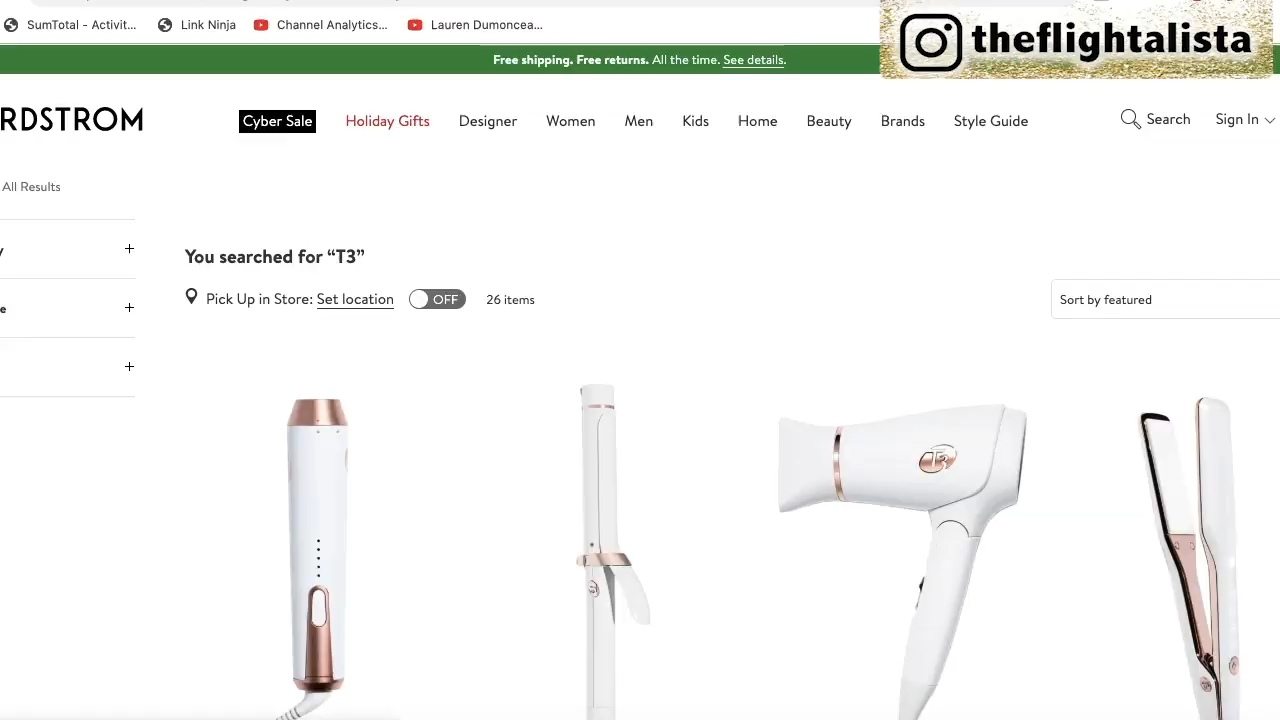 SumTotal - Activit...
Link Ninja
Channel Analytics...
Lauren Dumoncea...
theflightalista
Free shipping. Free returns. All the time. See details.
RDSTROM
Cyber Sale
Holiday Gifts
Designer
Women
Men
Kids
Home
Beauty
Brands
Style Guide
Search
Sign In
All Results
You searched for “T3”
Pick Up in Store: Set location
OFF
26 items
Sort by featured
y
e
T3